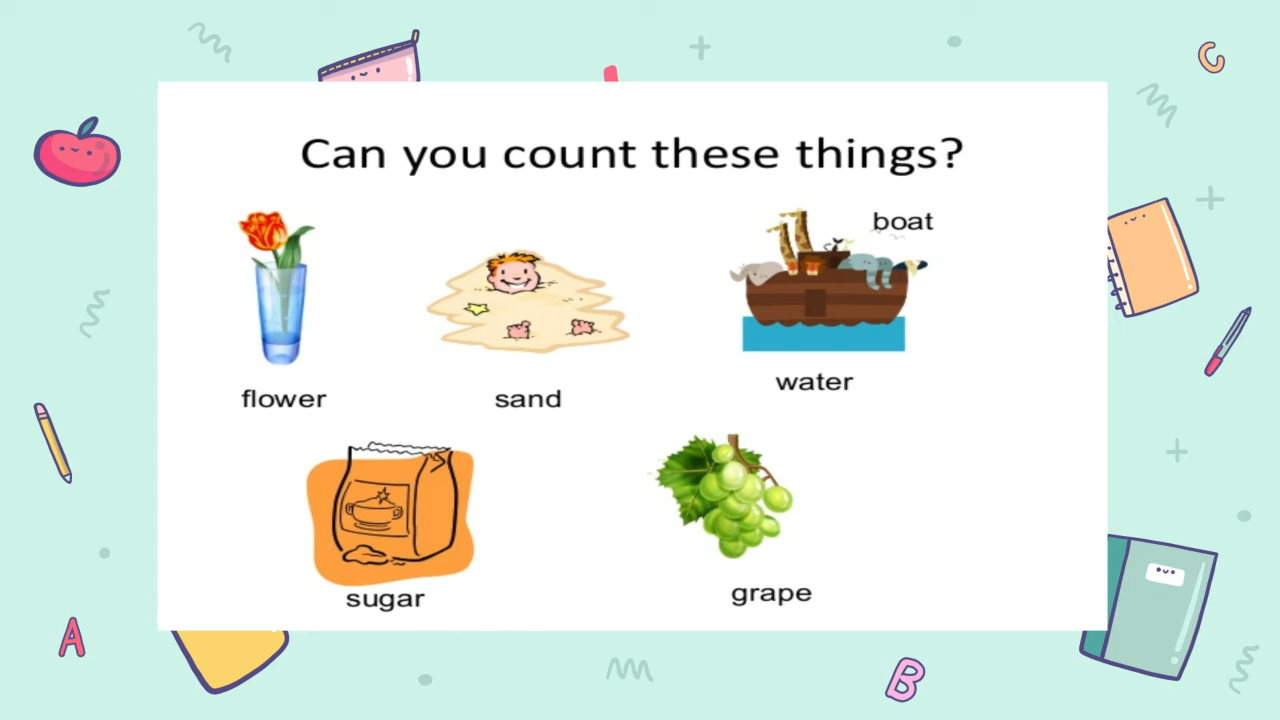 C
Can you count these things?
boat
water
flower
sand
sugar
grape
A
B